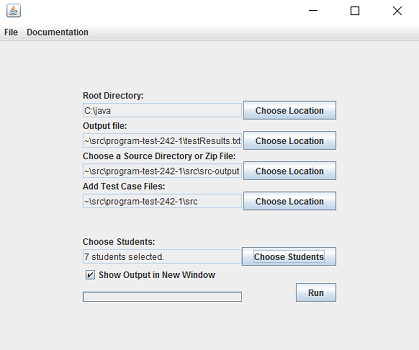 File Documentation
Root Directory:
C:\java Choose Location
Output file:
~\src\program-test-242-1\testResults.txt Choose Location
Choose a Source Directory or Zip File:
~\src\program-test-242-1\src\src-output Choose Location
Add Test Case Files:
~\src\program-test-242-1\src Choose Location
Choose Students:
7 students selected. Choose Students
Show Output in New Window
Run